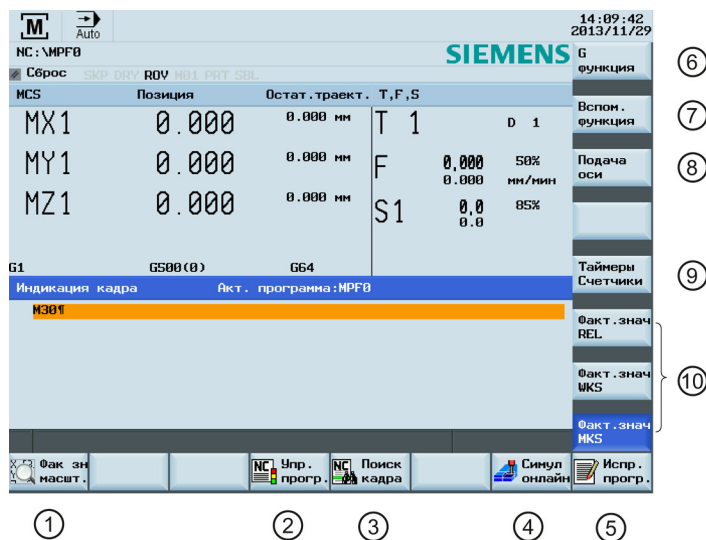 M
Auto
14:09:42
2013/11/29
NC:\MPF0
SIEMENS
Сброс SKP DRY ROV M01 PRT SBL
MCS Позиция Остат.траект. T,F,S
MX1 0.000 0.000 мм T 1 D 1
MY1 0.000 0.000 мм F 0,000 50%
0.000 мм/мин
MZ1 0.000 0.000 мм S1 0,0 85%
0.0
G1 G500(0) G64
Индикация кадра Акт. программа:MPF0
M30¶
G
функция
6
Вспом.
функция
7
Подача
оси
8
Таймеры
Счетчики
9
Факт.знач
REL
Факт.знач
WKS
10
Факт.знач
MKS
Фак зн
масшт.
NC Упр.
прогр.
NC Поиск
кадра
Симул
онлайн
Испр.
прогр.
1 2 3 4 5